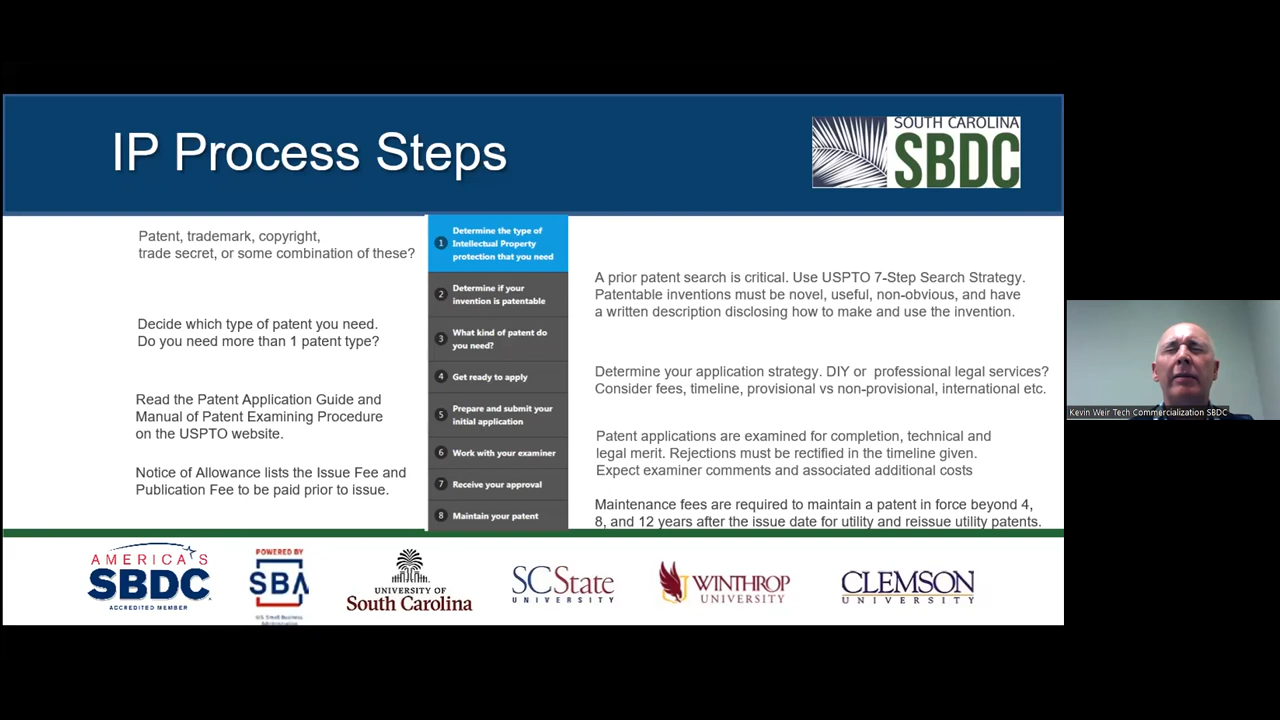 IP Process Steps
SOUTH CAROLINA
SBDC
Patent, trademark, copyright,
trade secret, or some combination of these?
1 Determine the type of
Intellectual Property
protection that you need
A prior patent search is critical. Use USPTO 7-Step Search Strategy.
Patentable inventions must be novel, useful, non-obvious, and have
a written description disclosing how to make and use the invention.
2 Determine if your
invention is patentable
Decide which type of patent you need.
Do you need more than 1 patent type?
3 What kind of patent do
you need?
Determine your application strategy. DIY or professional legal services?
Consider fees, timeline, provisional vs non-provisional, international etc.
4 Get ready to apply
Read the Patent Application Guide and
Manual of Patent Examining Procedure
on the USPTO website.
5 Prepare and submit your
initial application
Patent applications are examined for completion, technical and
legal merit. Rejections must be rectified in the timeline given.
Expect examiner comments and associated additional costs
6 Work with your examiner
Notice of Allowance lists the Issue Fee and
Publication Fee to be paid prior to issue.
7 Receive your approval
Maintenance fees are required to maintain a patent in force beyond 4,
8, and 12 years after the issue date for utility and reissue utility patents.
8 Maintain your patent
AMERICA'S
SBDC
ACCREDITED MEMBER
POWERED BY
SBA
U.S. Small Business
Administration
UNIVERSITY OF
South Carolina
SC State
UNIVERSITY
WINTHROP
UNIVERSITY
CLEMSON
UNIVERSITY
Kevin Weir Tech Commercialization SBDC